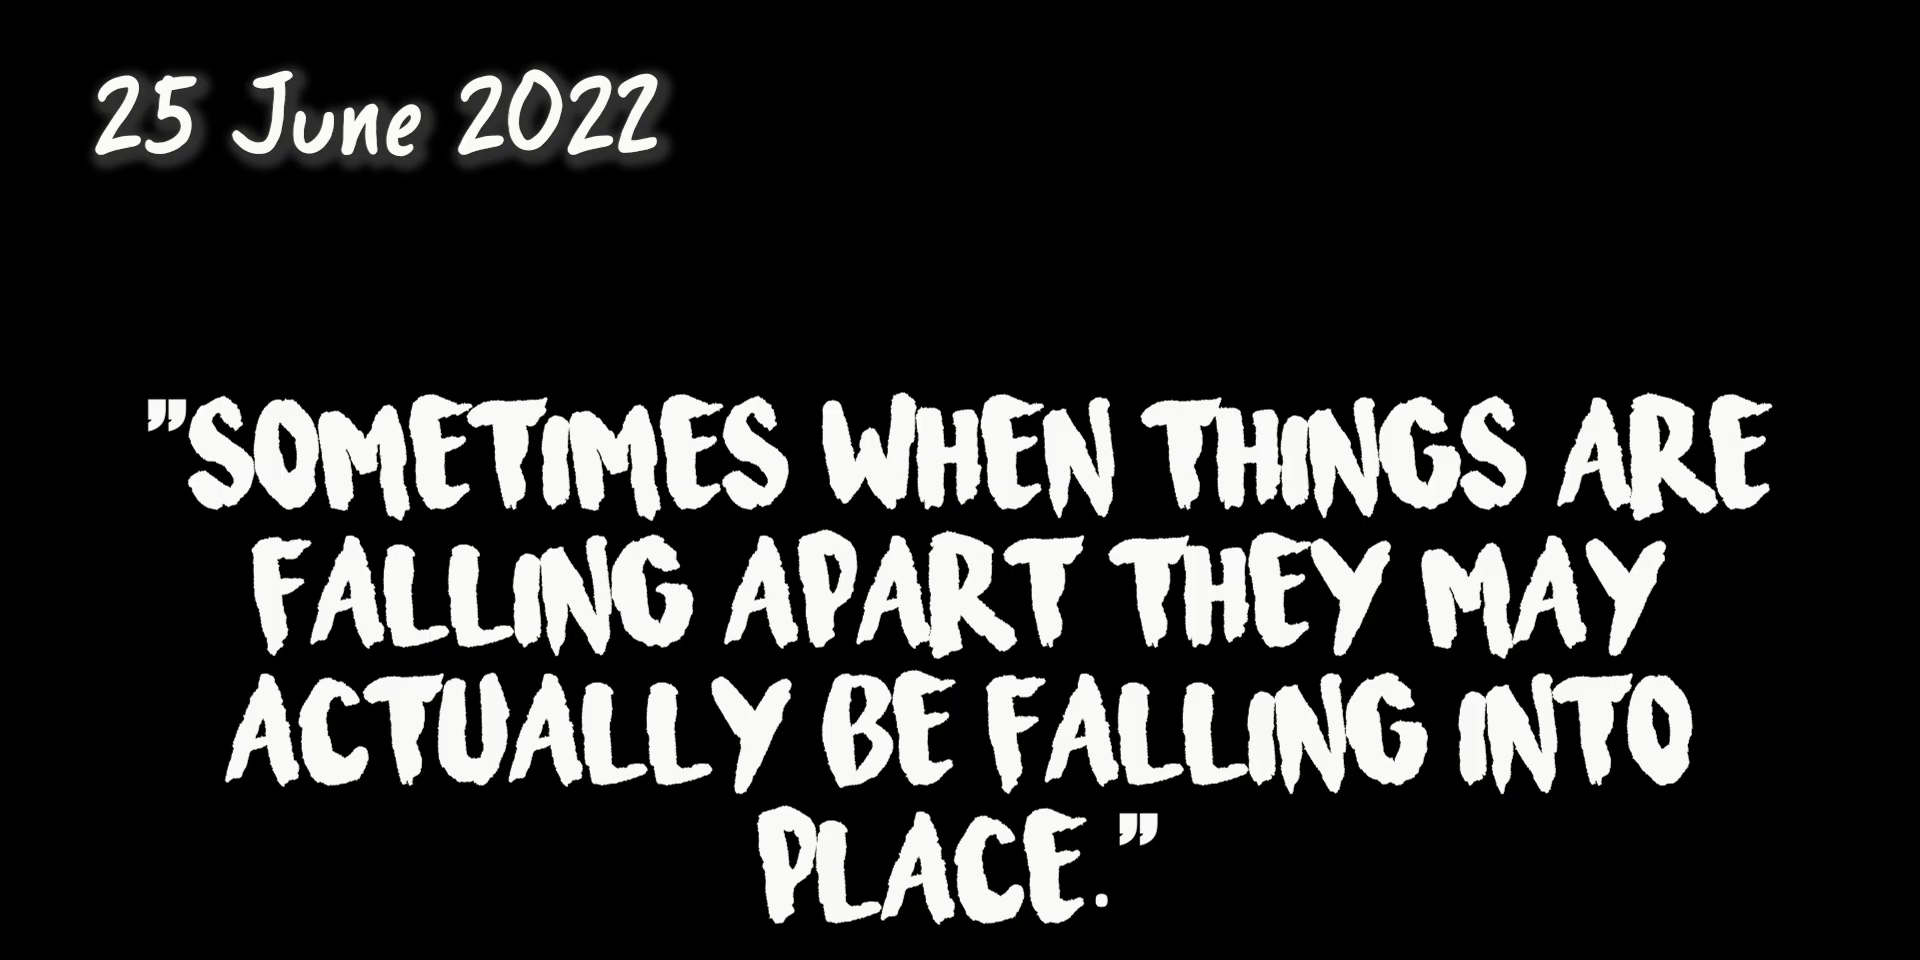 25 June 2022
”SOMETIMES WHEN THINGS ARE
FALLING APART THEY MAY
ACTUALLY BE FALLING INTO
PLACE.”